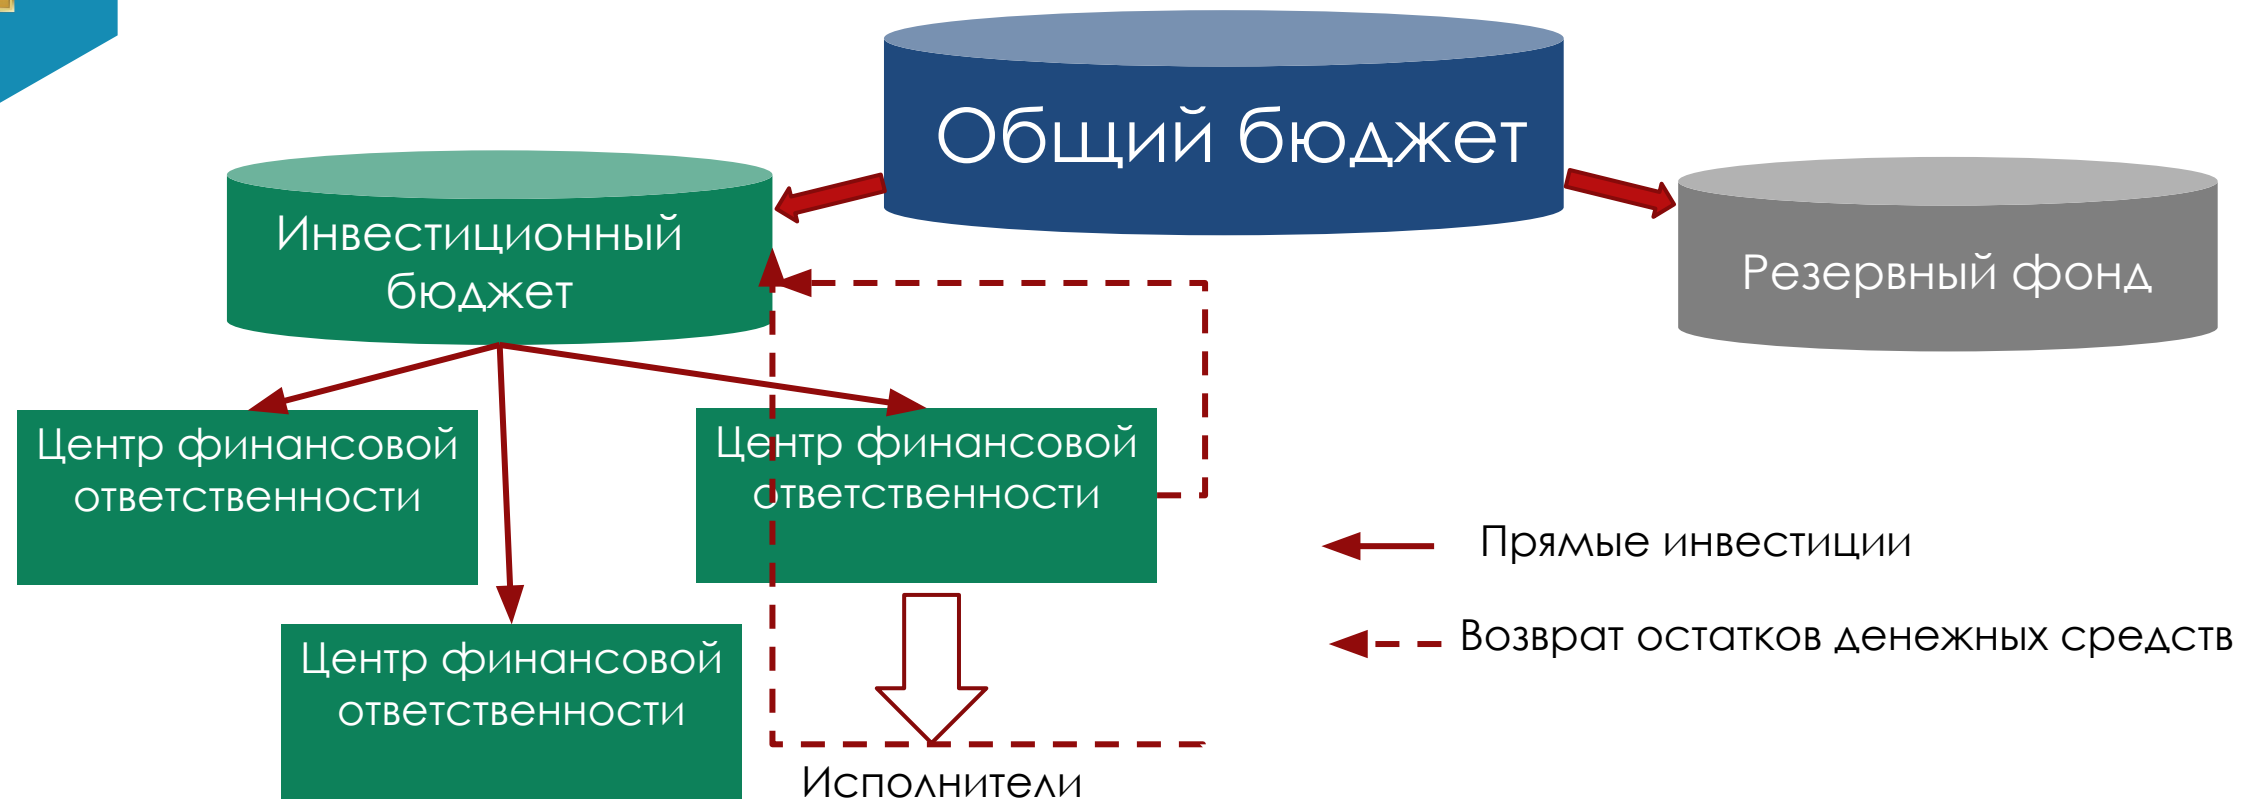 Общий бюджет
Инвестиционный
бюджет
Резервный фонд
Центр финансовой
ответственности
Центр финансовой
ответственности
Центр финансовой
ответственности
Прямые инвестиции
Возврат остатков денежных средств
Исполнители